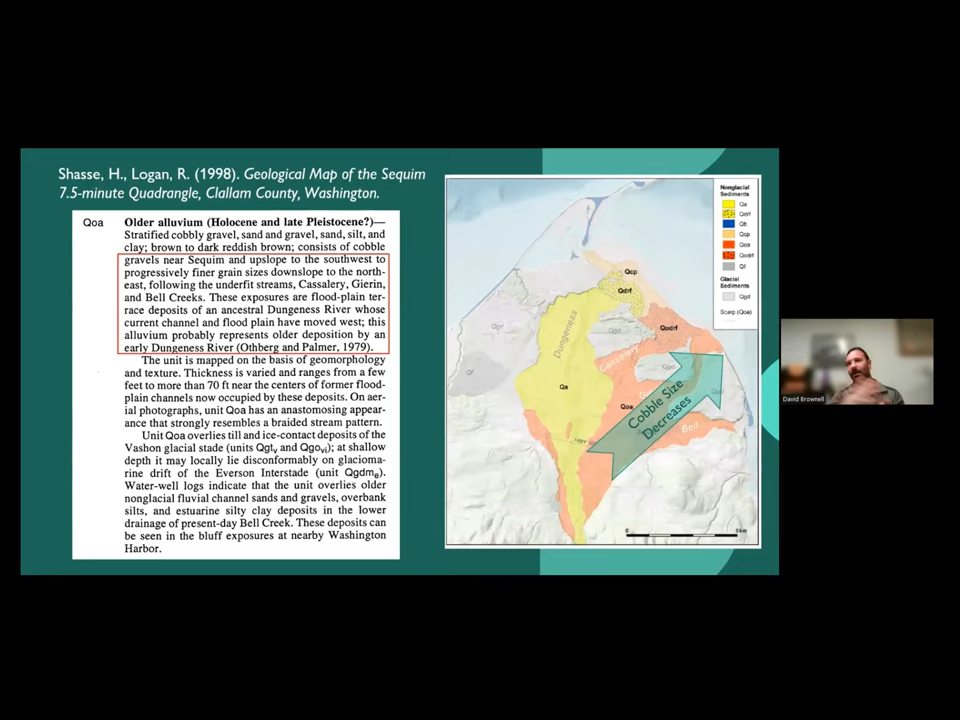 Shasse, H., Logan, R. (1998). Geological Map of the Sequim
7.5-minute Quadrangle, Clallam County, Washington.
Qoa
Older alluvium (Holocene and late Pleistocene?)—
Stratified cobbly gravel, sand and gravel, sand, silt, and
clay; brown to dark reddish brown; consists of cobble
gravels near Sequim and upslope to the southwest to
progressively finer grain sizes downslope to the north-
east, following the underfit streams, Cassalery, Gierin,
and Bell Creeks. These exposures are flood-plain ter-
race deposits of an ancestral Dungeness River whose
current channel and flood plain have moved west; this
alluvium probably represents older deposition by an
early Dungeness River (Othberg and Palmer, 1979).
The unit is mapped on the basis of geomorphology
and texture. Thickness is varied and ranges from a few
feet to more than 70 ft near the centers of former flood-
plain channels now occupied by these deposits. On aer-
ial photographs, unit Qoa has an anastomosing appear-
ance that strongly resembles a braided stream pattern.
Unit Qoa overlies till and ice-contact deposits of the
Vashon glacial stade (units Qgtv and Qgovi); at shallow
depth it may locally lie disconformably on glacioma-
rine drift of the Everson Interstade (unit Qgdme).
Water-well logs indicate that the unit overlies older
nonglacial fluvial channel sands and gravels, overbank
silts, and estuarine silty clay deposits in the lower
drainage of present-day Bell Creek. These deposits can
be seen in the bluff exposures at nearby Washington
Harbor.
Nonglacial
Sediments
Qa
Qdrf
Qb
Qcp
Qoa
Qodrf
Qf
Glacial
Sediments
Qgd
Scarp (Qoa)
Qcp
Qdrf
Qodrf
Qgd
Qgd
Qgd
Qf
Dungeness
Cassalery
Qa
Qoa
Bell
Cobble Size
Decreases
0
David Brownell